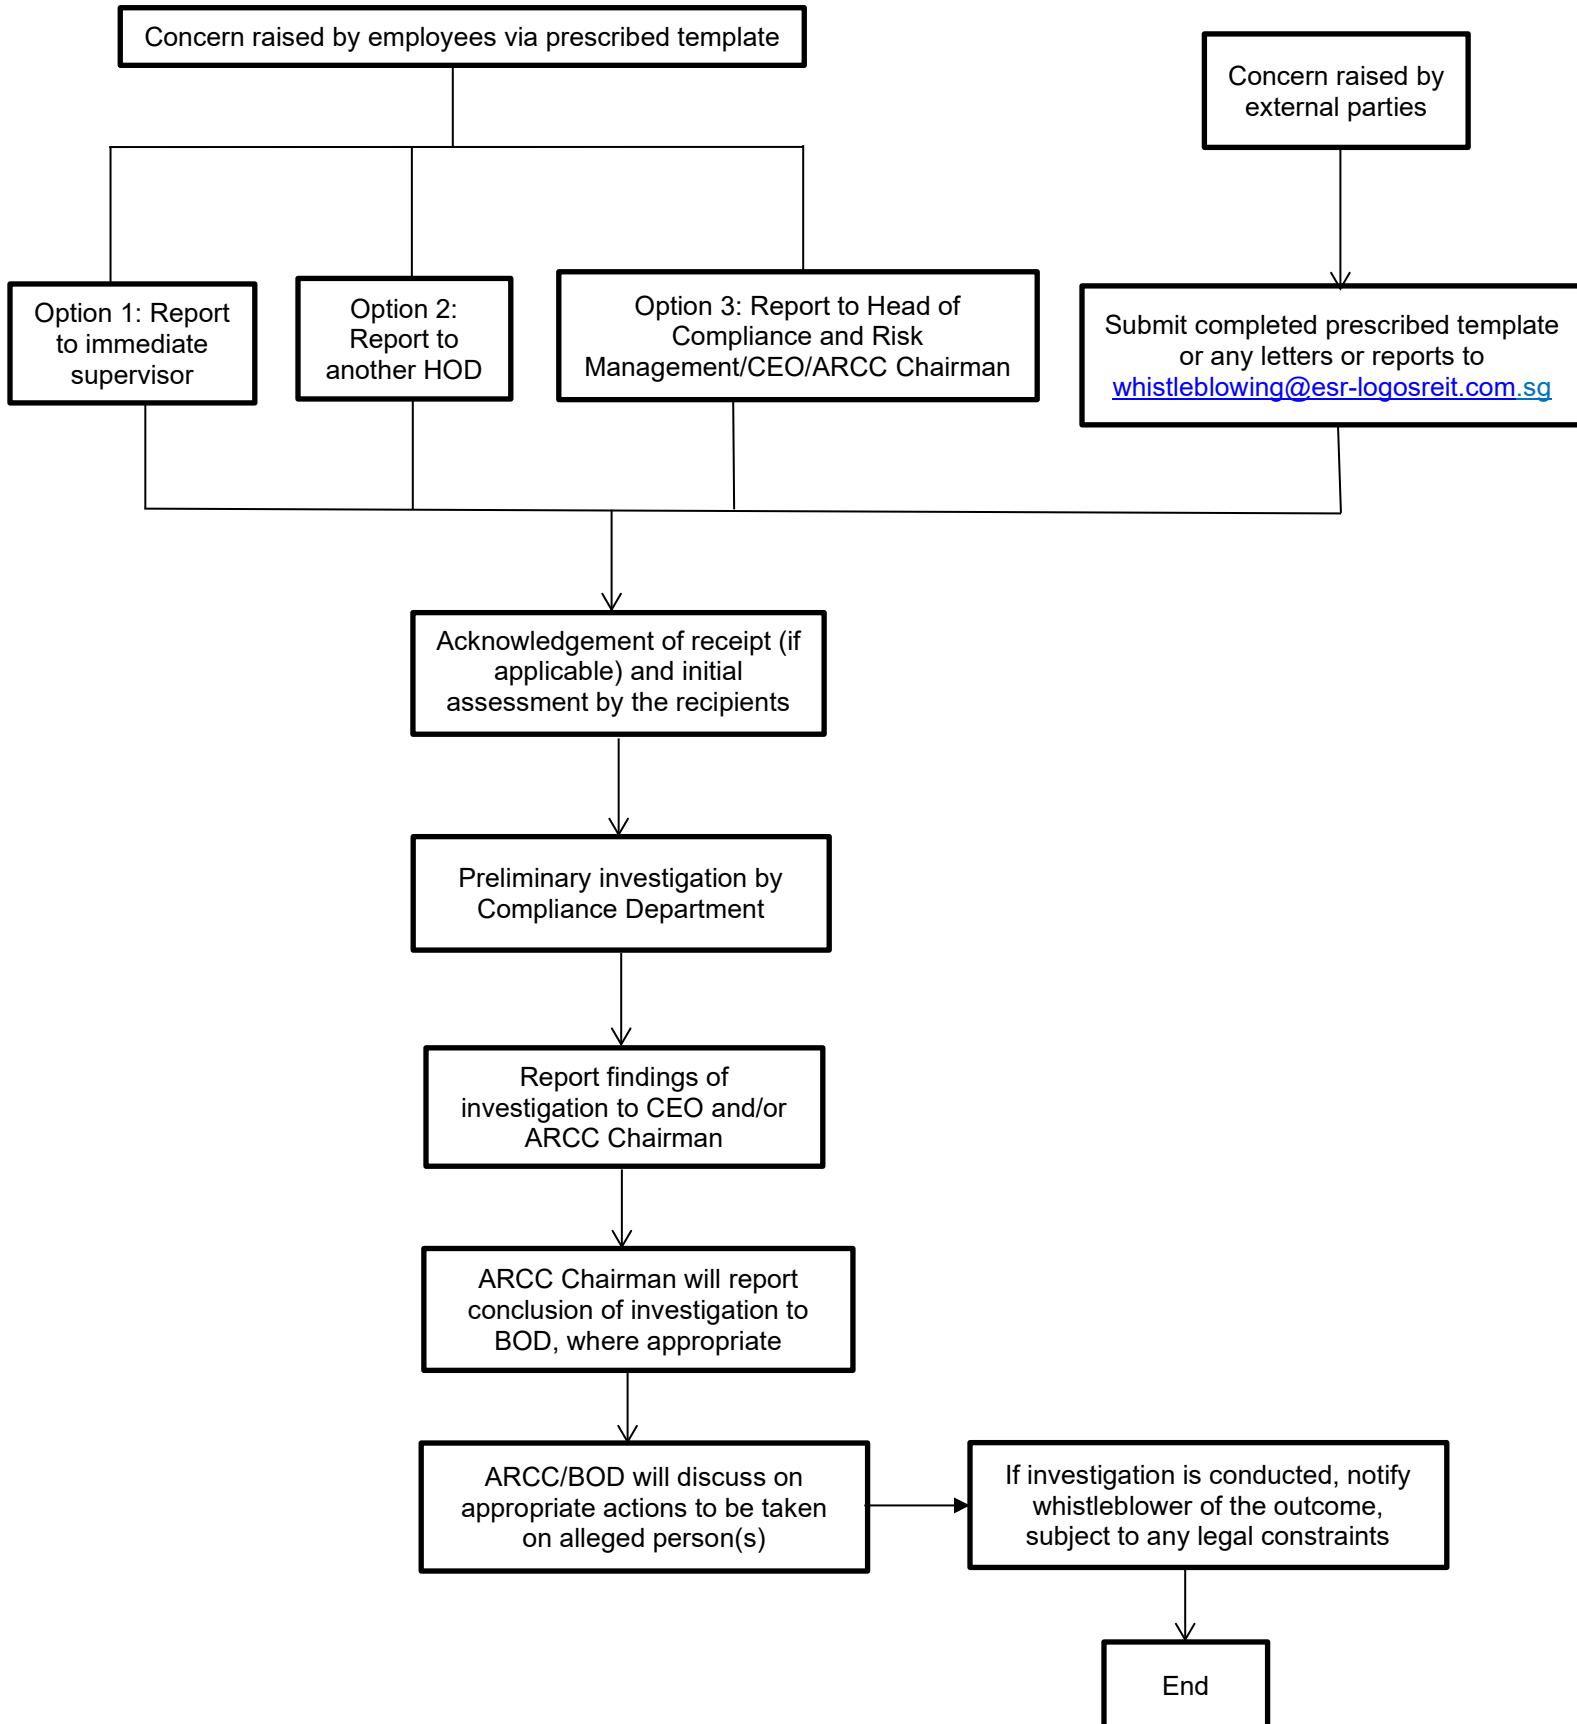 Concern raised by employees via prescribed template
Concern raised by
external parties
Option 1: Report
to immediate
supervisor
Option 2:
Report to
another HOD
Option 3: Report to Head of
Compliance and Risk
Management/CEO/ARCC Chairman
Submit completed prescribed template
or any letters or reports to
whistleblowing@esr-logosreit.com.sg
Acknowledgement of receipt (if
applicable) and initial
assessment by the recipients
Preliminary investigation by
Compliance Department
Report findings of
investigation to CEO and/or
ARCC Chairman
ARCC Chairman will report
conclusion of investigation to
BOD, where appropriate
ARCC/BOD will discuss on
appropriate actions to be taken
on alleged person(s)
If investigation is conducted, notify
whistleblower of the outcome,
subject to any legal constraints
End